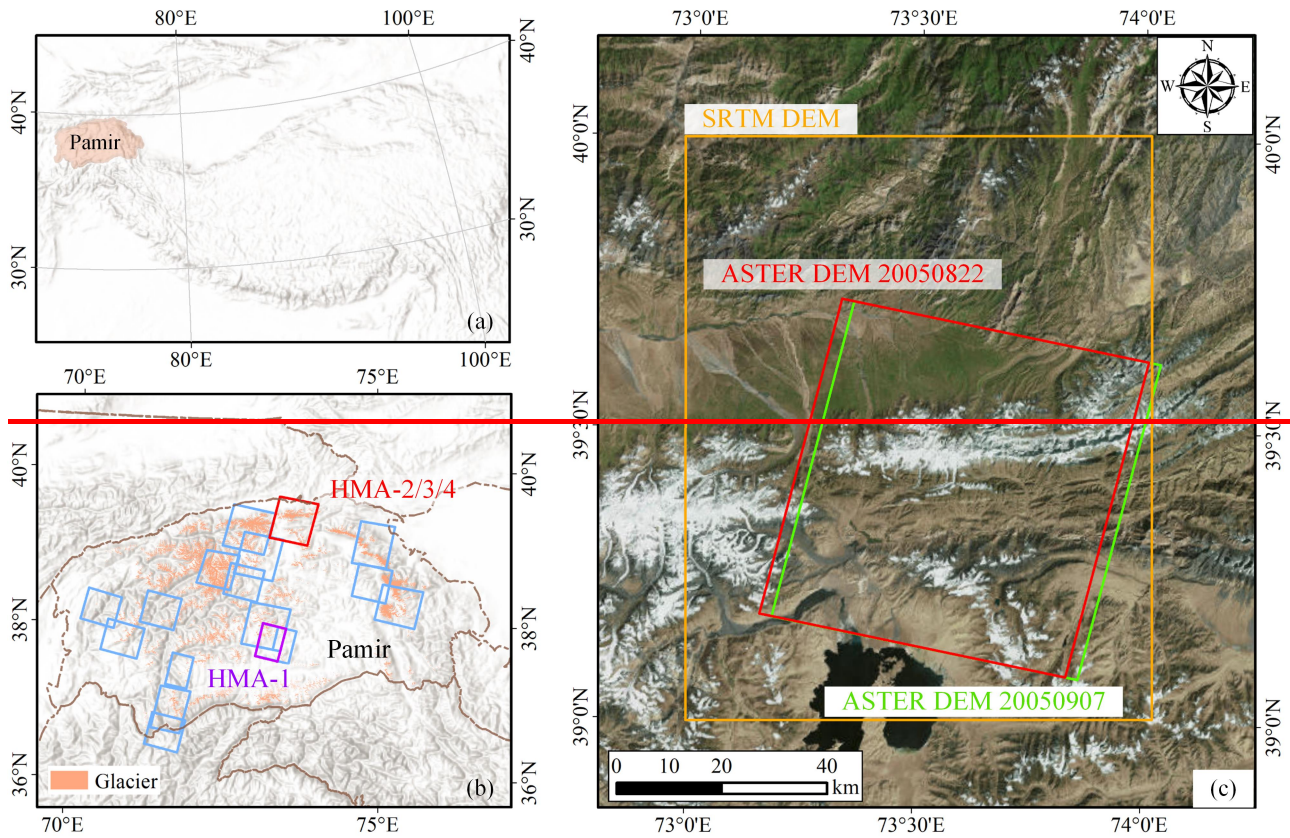 80°E
100°E
40°N
40°N
Pamir
30°N
30°N
(a)
80°E
100°E
70°E
75°E
40°N
40°N
HMA-2/3/4
38°N
38°N
Pamir
HMA-1
36°N
36°N
Glacier
(b)
70°E
75°E
73°0'E
73°30'E
74°0'E
N
W
E
S
SRTM DEM
40°0'N
40°0'N
ASTER DEM 20050822
39°30'N
39°30'N
39°0'N
39°0'N
ASTER DEM 20050907
0 10 20 40
km
(c)
73°0'E
73°30'E
74°0'E